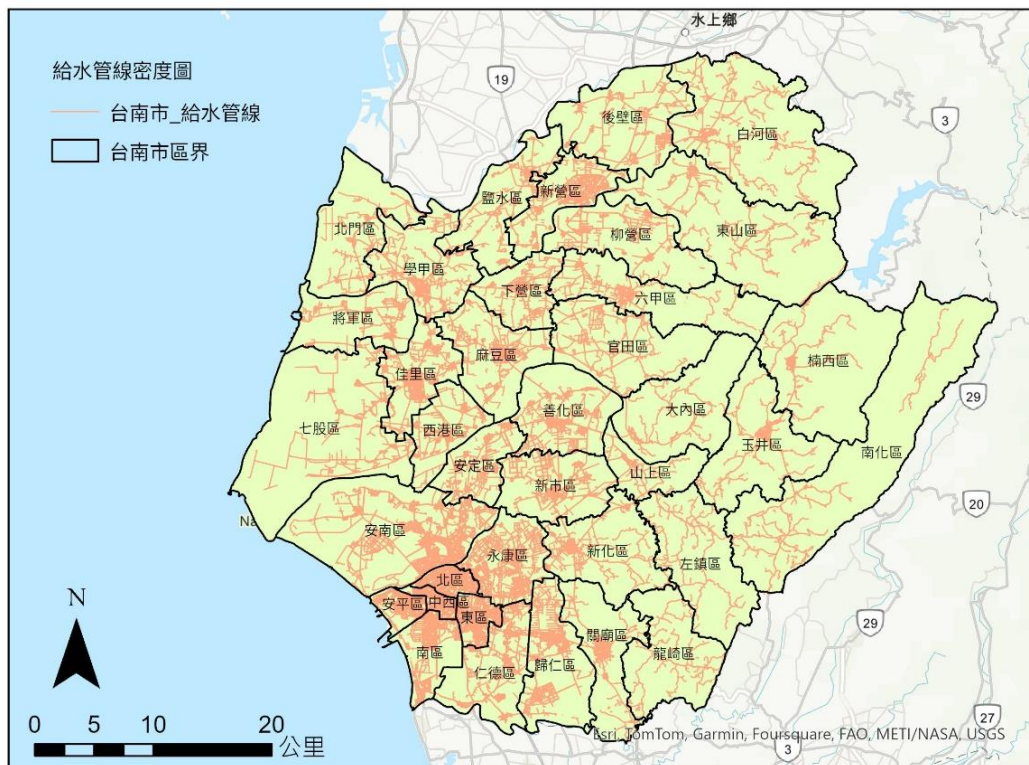 水上鄉
給水管線密度圖
19
台南市_給水管線
後壁區
白河區
3
台南市區界
鹽水區
新營區
北門區
柳營區
東山區
學甲區
下營區
六甲區
將軍區
官田區
麻豆區
楠西區
佳里區
29
善化區
大內區
七股區
西港區
玉井區
南化區
安定區
山上區
新市區
20
Na
安南區
永康區
新化區
左鎮區
北區
N
安平區
中西區
東區
29
關廟區
南區
龍崎區
仁德區
歸仁區
0 5 10 20
公里
27
Esri, TomTom, Garmin, Foursquare, FAO, METI/NASA, USGS
3